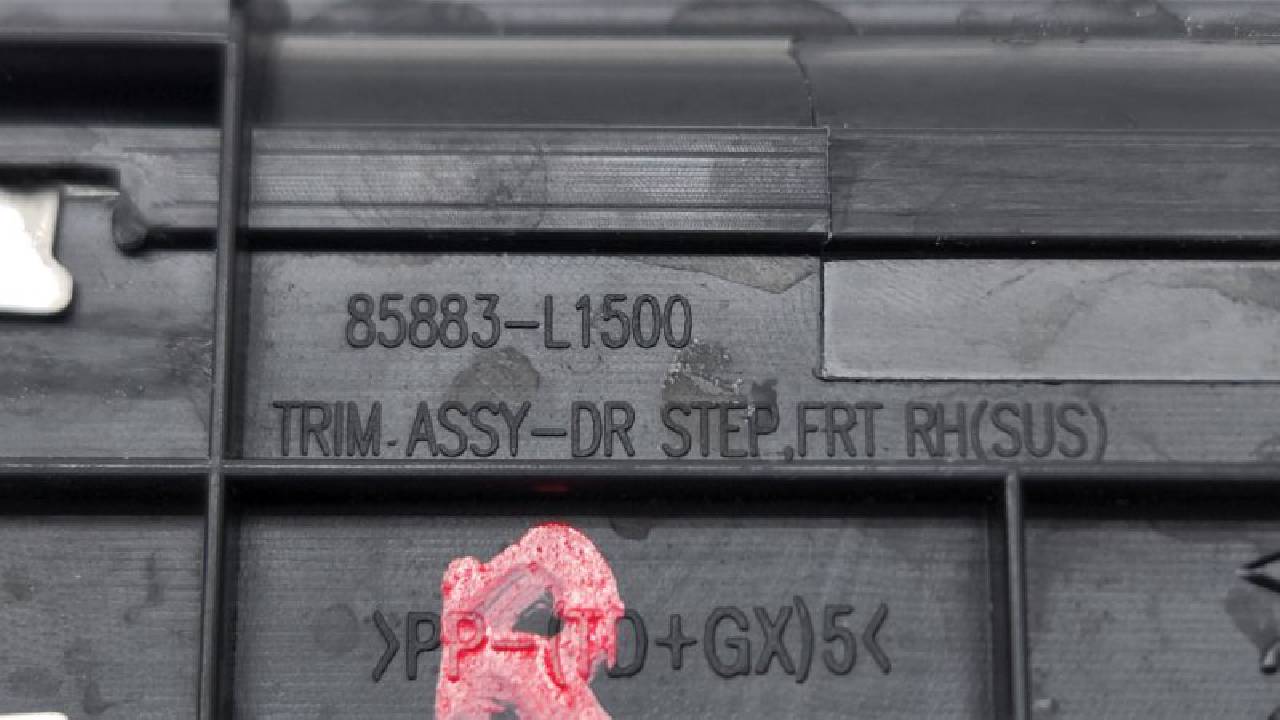 85883-L1500
TRIM ASSY-DR STEP,FRT RH(SUS)
>PP-(TD+GX)5<
R